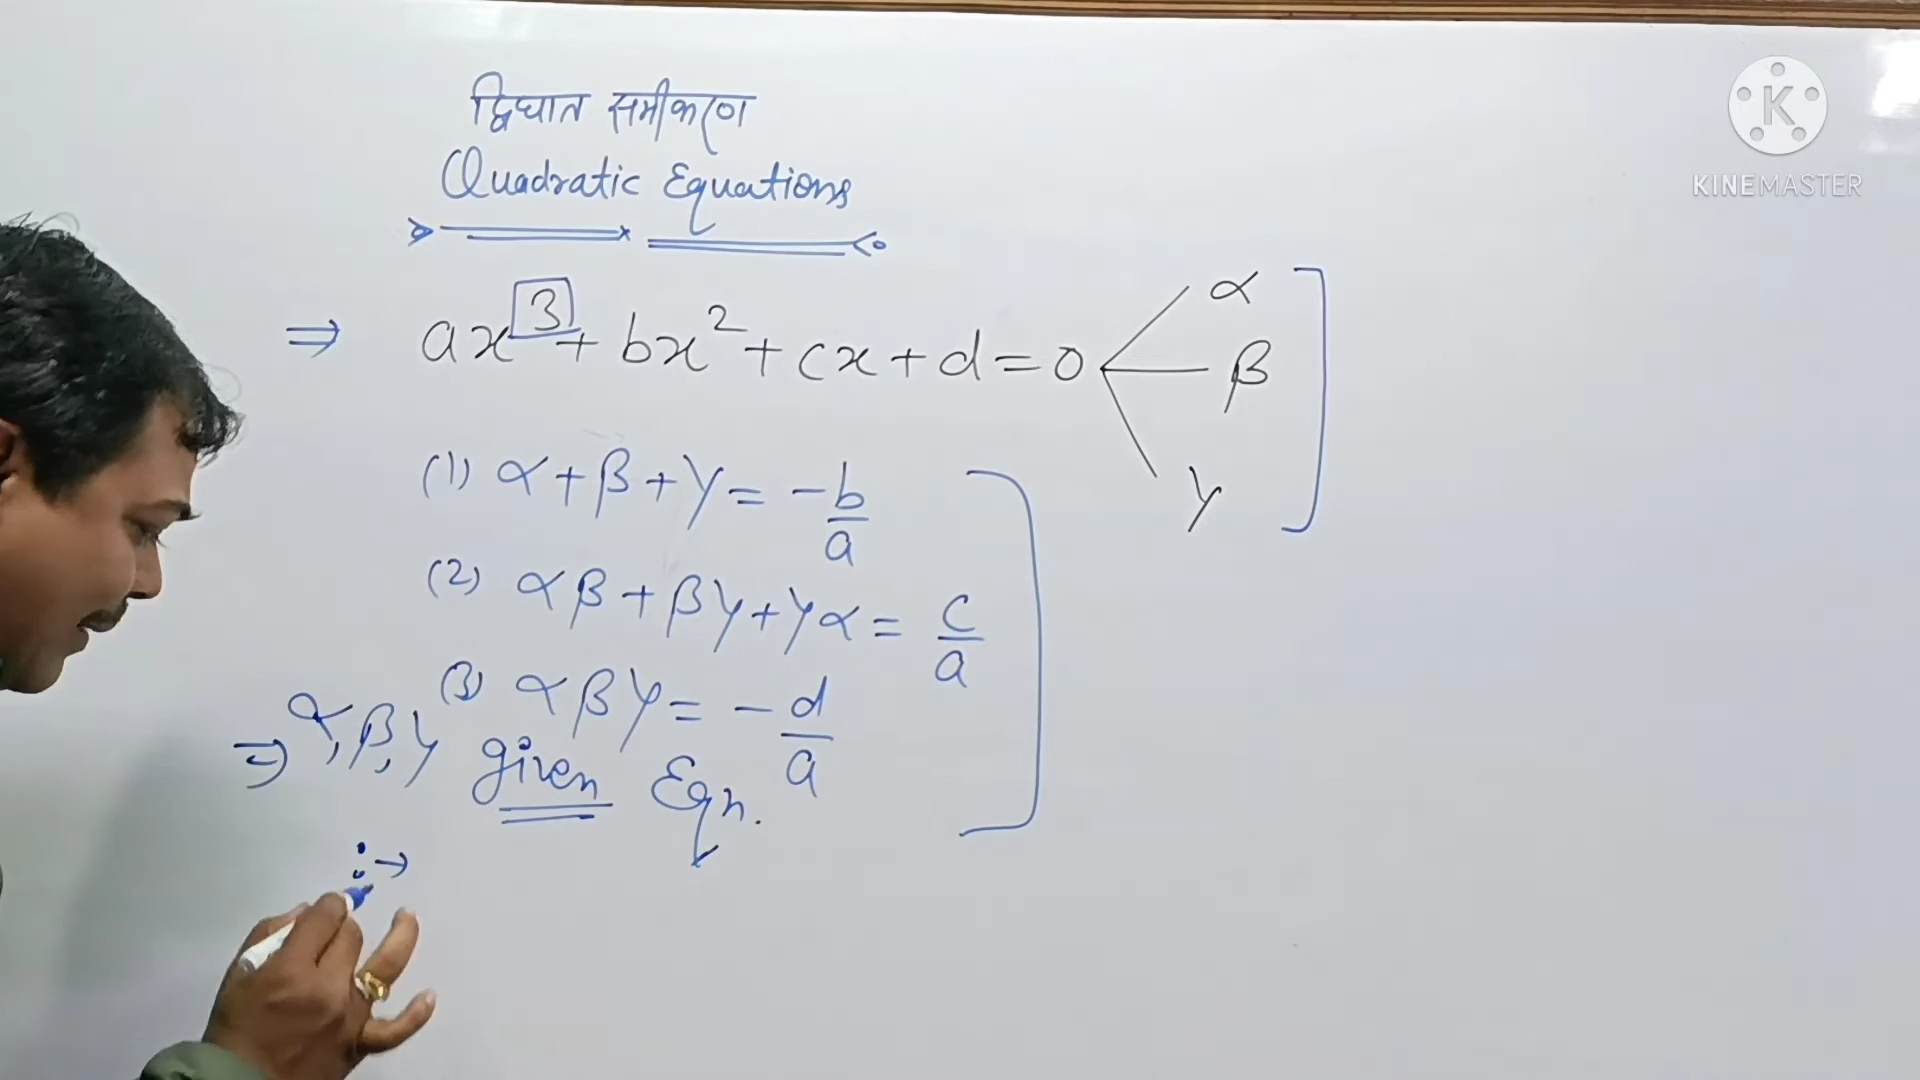 द्विघात समीकरण
Quadratic Equations
KINEMASTER
⇒ ax³ + bx² + cx + d = 0
α
β
γ
(1) α + β + γ = -b/a
(2) αβ + βγ + γα = c/a
(3) αβγ = -d/a
⇒ α, β, γ given Eqn.
:→